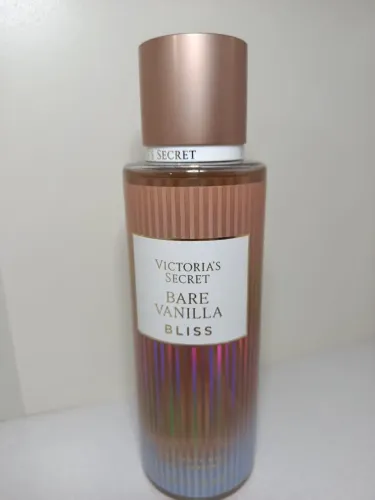 S SECRET
VICTORIA'S
SECRET
BARE
VANILLA
BLISS